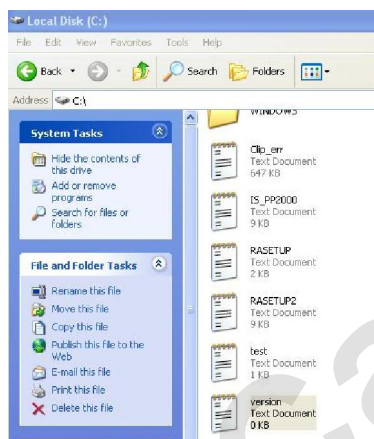 Local Disk (C:)
File Edit View Favorites Tools Help
Back Search Folders
Address C:\
System Tasks
Hide the contents of
this drive
Add or remove
programs
Search for files or
folders
File and Folder Tasks
Rename this file
Move this file
Copy this file
Publish this file to the
Web
E-mail this file
Print this file
Delete this file
WINDOWS
Clip_err
Text Document
647 KB
IS_PP2000
Text Document
9 KB
RASETUP
Text Document
2 KB
RASETUP2
Text Document
9 KB
test
Text Document
1 KB
version
Text Document
0 KB